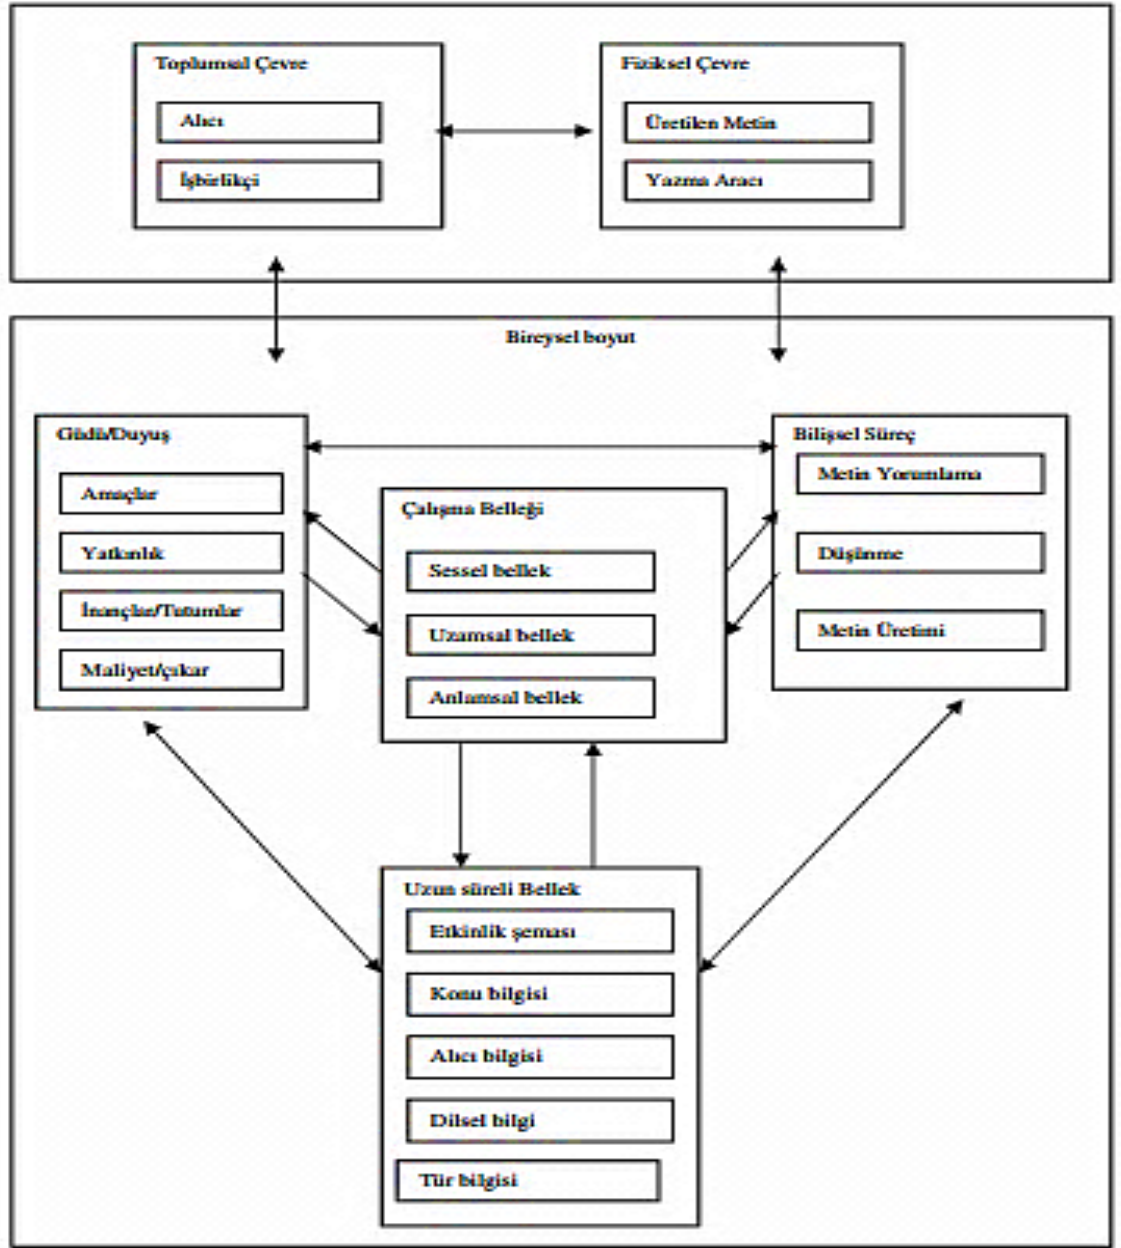 Toplumsal Çevre
Alıcı
İşbirlikçi
Fiziksel Çevre
Üretilen Metin
Yazma Aracı
Bireysel boyut
Güdü/Duyuş
Amaçlar
Yatkınlık
İnançlar/Tutumlar
Maliyet/çıkar
Çalışma Belleği
Sessel bellek
Uzamsal bellek
Anlamsal bellek
Bilişsel Süreç
Metin Yorumlama
Düşünme
Metin Üretimi
Uzun süreli Bellek
Etkinlik şeması
Konu bilgisi
Alıcı bilgisi
Dilsel bilgi
Tür bilgisi